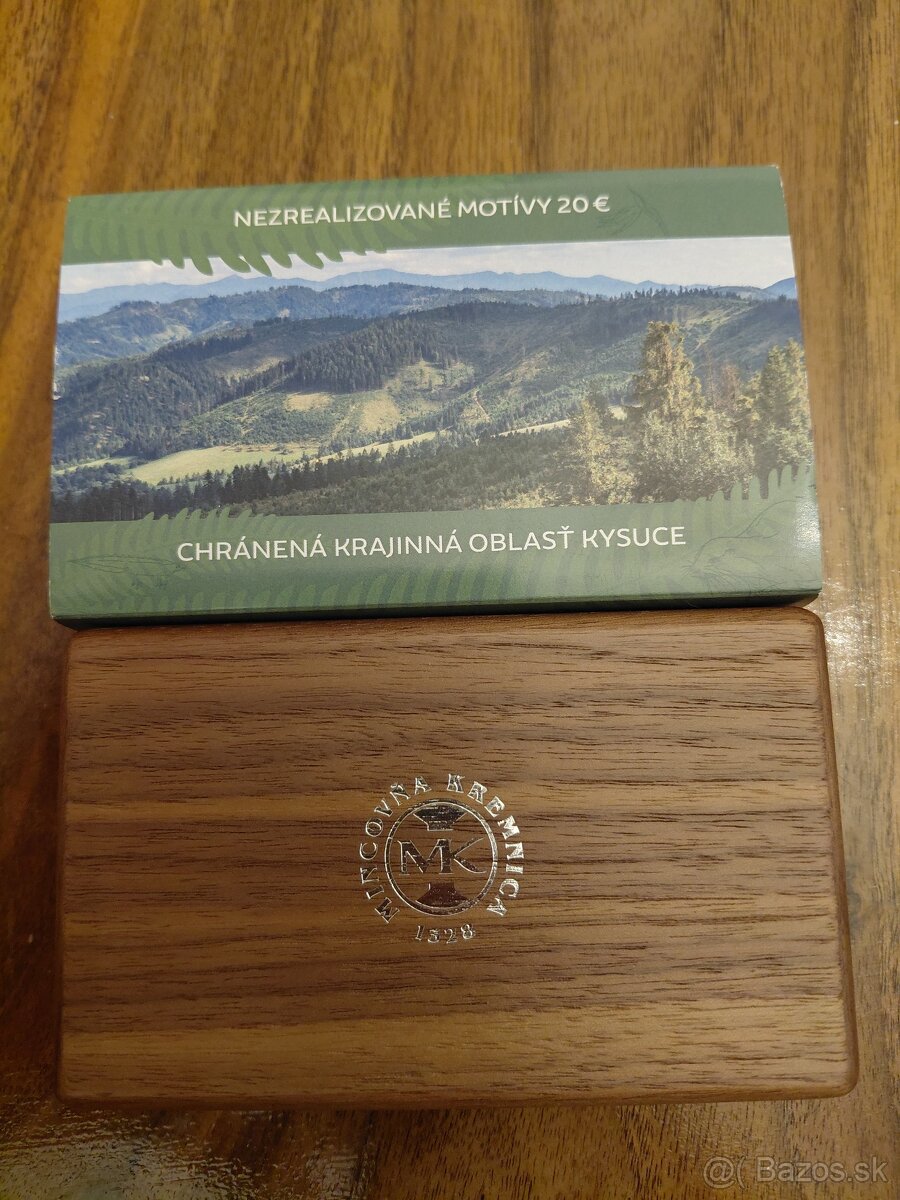 NEZREALIZOVANÉ MOTÍVY 20 €
CHRÁNENÁ KRAJINNÁ OBLASŤ KYSUCE
MINCOVŇA KREMNICA
MK
1328
@( Bazos.sk